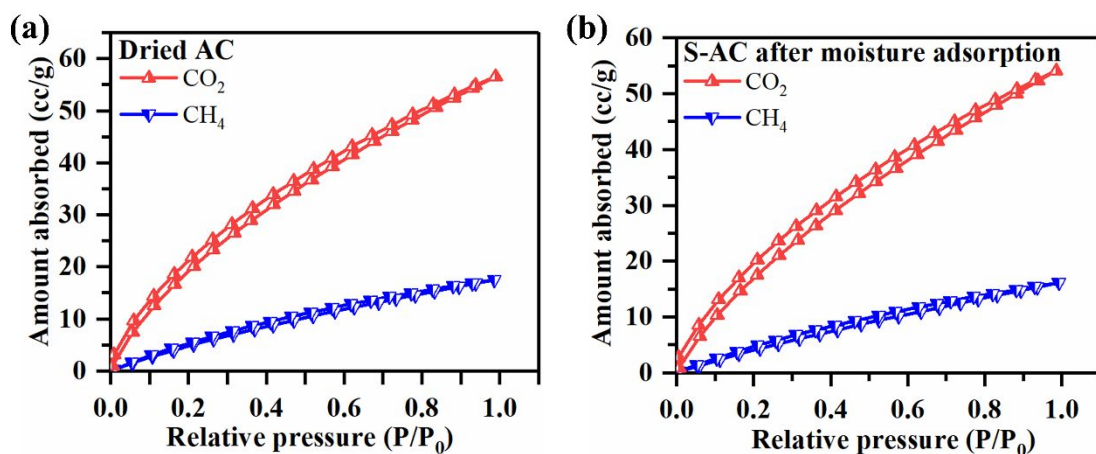 (a)
Dried AC
CO₂
CH₄
Amount absorbed (cc/g)
60
50
40
30
20
10
0
0.0 0.2 0.4 0.6 0.8 1.0
Relative pressure (P/P₀)
(b)
S-AC after moisture adsorption
CO₂
CH₄
Amount absorbed (cc/g)
60
50
40
30
20
10
0
0.0 0.2 0.4 0.6 0.8 1.0
Relative pressure (P/P₀)